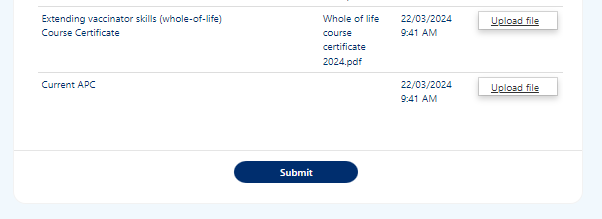 Extending vaccinator skills (whole-of-life) Whole of life 22/03/2024 Upload file
Course Certificate course 9:41 AM
certificate
2024.pdf
Current APC 22/03/2024 Upload file
9:41 AM
Submit